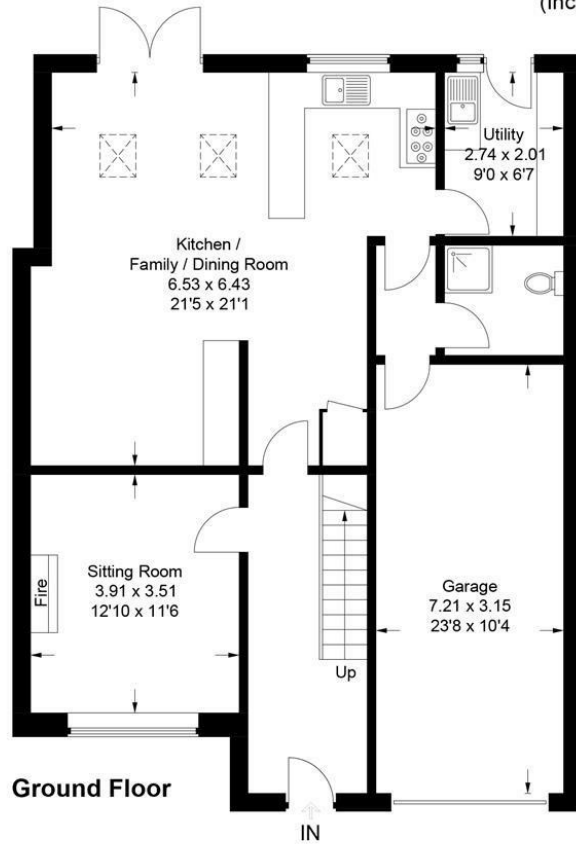 (inc
Utility
2.74 x 2.01
9'0 x 6'7
Kitchen /
Family / Dining Room
6.53 x 6.43
21'5 x 21'1
Sitting Room
3.91 x 3.51
12'10 x 11'6
Fire
Garage
7.21 x 3.15
23'8 x 10'4
Up
Ground Floor
IN